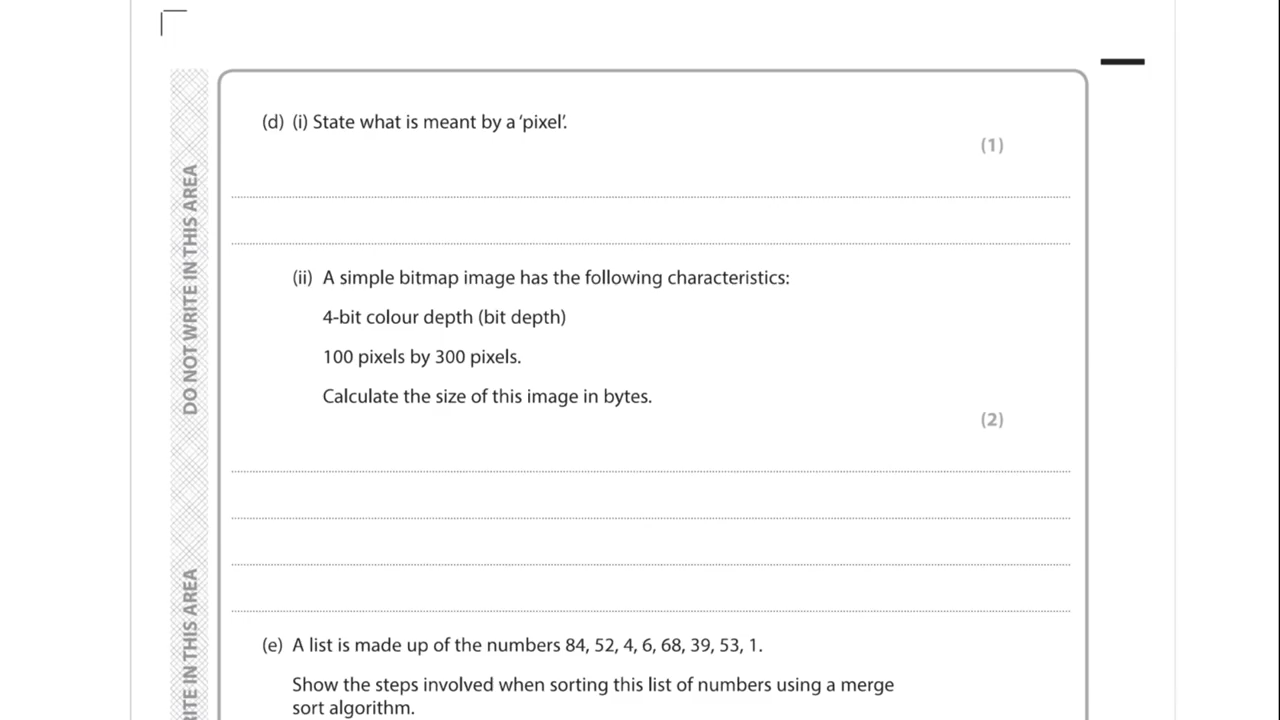 (d) (i) State what is meant by a ‘pixel’.
(1)
DO NOT WRITE IN THIS AREA
(ii) A simple bitmap image has the following characteristics:
4-bit colour depth (bit depth)
100 pixels by 300 pixels.
Calculate the size of this image in bytes.
(2)
(e) A list is made up of the numbers 84, 52, 4, 6, 68, 39, 53, 1.
Show the steps involved when sorting this list of numbers using a merge
sort algorithm.
ITE IN THIS AREA